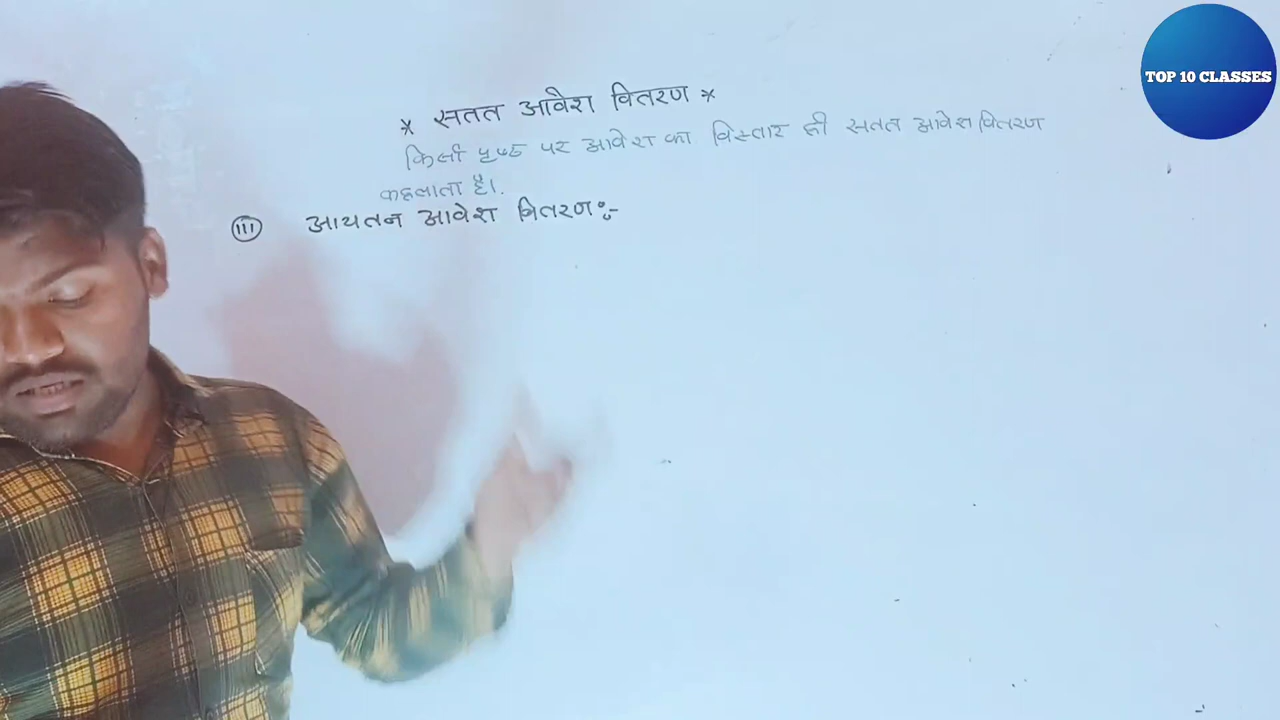 TOP 10 CLASSES
* सतत आवेश वितरण *
किसी पृष्ठ पर आवेश का विस्तार ही सतत आवेश वितरण
कहलाता है।
(iii) आयतन आवेश वितरण:-